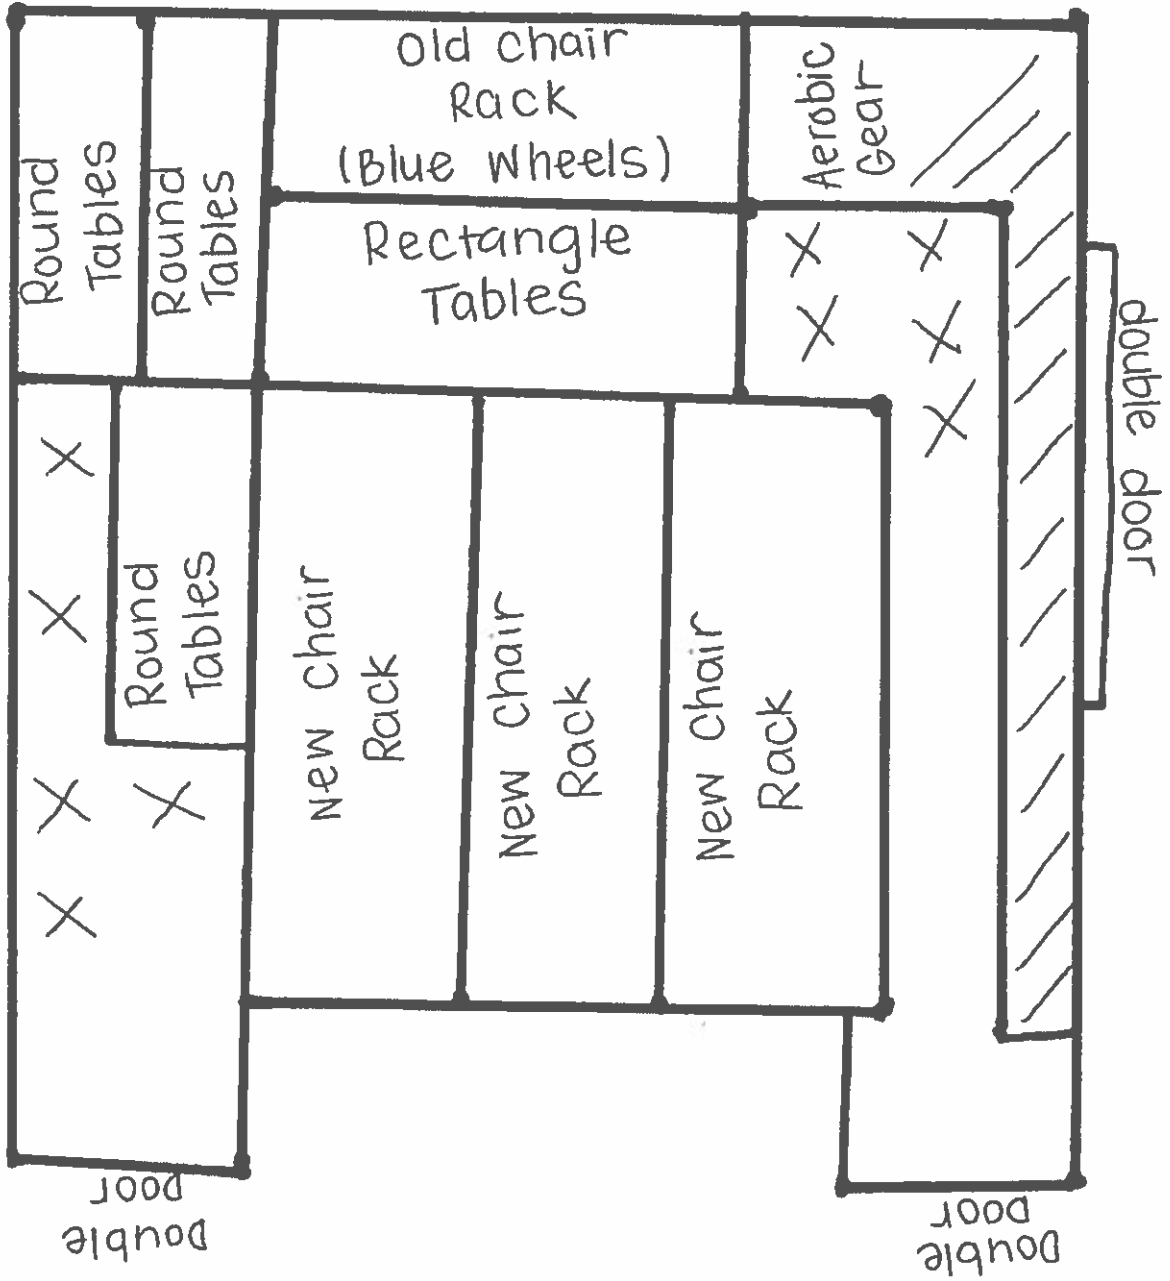 Old Chair
Rack
(Blue Wheels)
Aerobic
Gear
Round
Tables
Round
Tables
Rectangle
Tables
double door
Round
Tables
New Chair
Rack
New Chair
Rack
New Chair
Rack
Double
Door
Double
Door